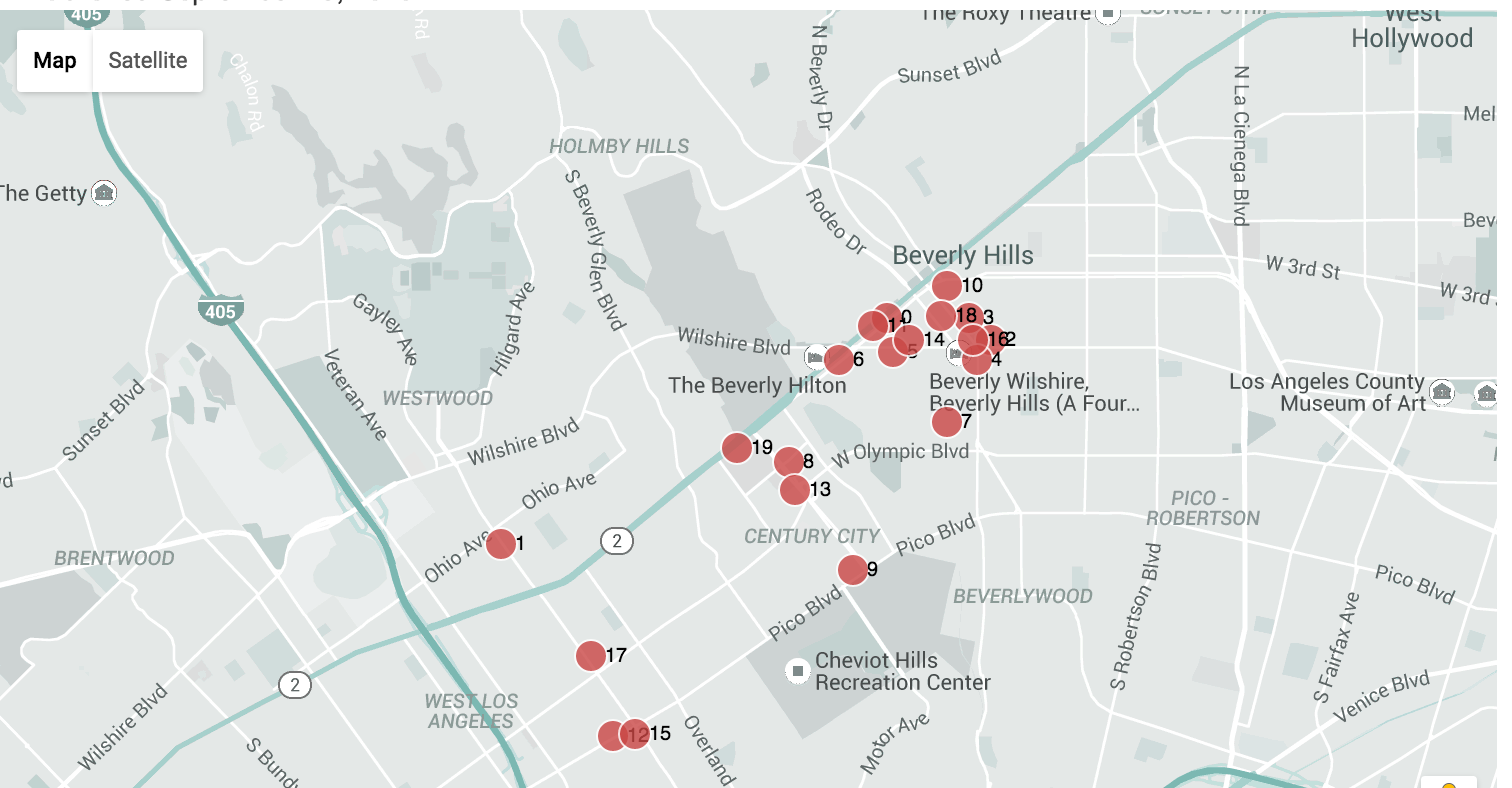 405
The Roxy Theatre
West
Hollywood
Map
Satellite
Rd
Chalon Rd
N Beverly Dr
Sunset Blvd
N La Cienega Blvd
Mel
HOLMBY HILLS
The Getty
S Beverly Glen Blvd
Rodeo Dr
Bev
Beverly Hills
W 3rd St
W 3rd
10
405
Gayley Ave
Hilgard Ave
0
18
3
11
Wilshire Blvd
14
16
2
5
6
4
Veteran Ave
The Beverly Hilton
Beverly Wilshire,
Beverly Hills (A Four...
Los Angeles County
Museum of Art
Sunset Blvd
WESTWOOD
7
Wilshire Blvd
19
8
W Olympic Blvd
Ohio Ave
13
PICO -
ROBERTSON
CENTURY CITY
Pico Blvd
BRENTWOOD
Ohio Ave
1
2
9
Pico Blvd
BEVERLYWOOD
Pico Blvd
S Robertson Blvd
S Fairfax Ave
17
Cheviot Hills
Recreation Center
2
Wilshire Blvd
WEST LOS
ANGELES
Venice Blvd
12
15
Overland
Motor Ave
S Bundy